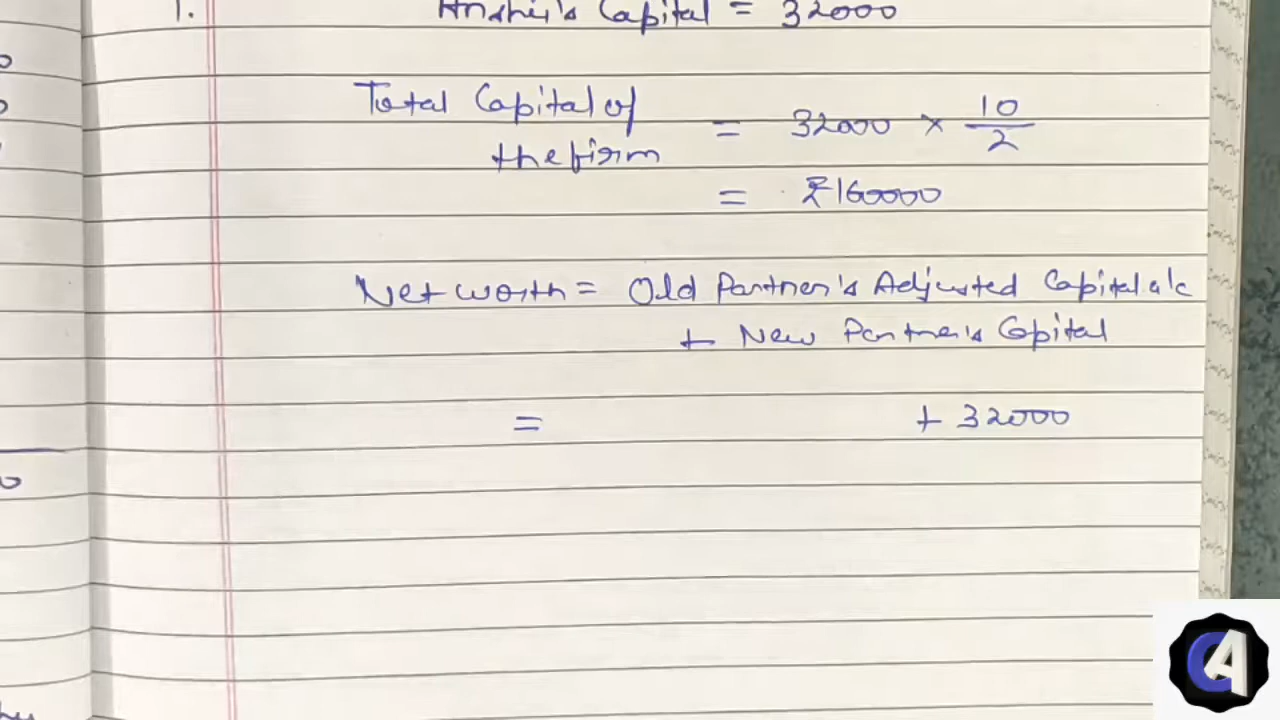 1. Capital = 32000
Total Capital of
the firm = 32000 × 10/2
= ₹160000
Net worth = Old Partner's Adjusted Capital a/c
+ New Partner's Capital
= + 32000
CA